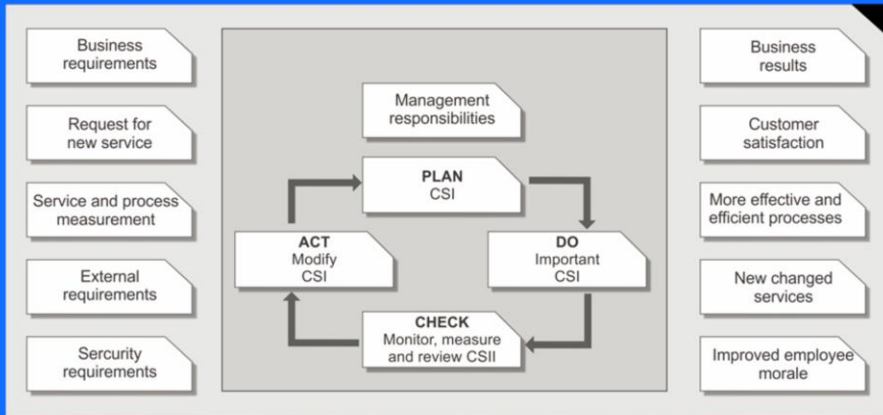 Business
requirements
Request for
new service
Service and process
measurement
External
requirements
Sercurity
requirements
Management
responsibilities
PLAN
CSI
ACT
Modify
CSI
DO
Important
CSI
CHECK
Monitor, measure
and review CSII
Business
results
Customer
satisfaction
More effective and
efficient processes
New changed
services
Improved employee
morale